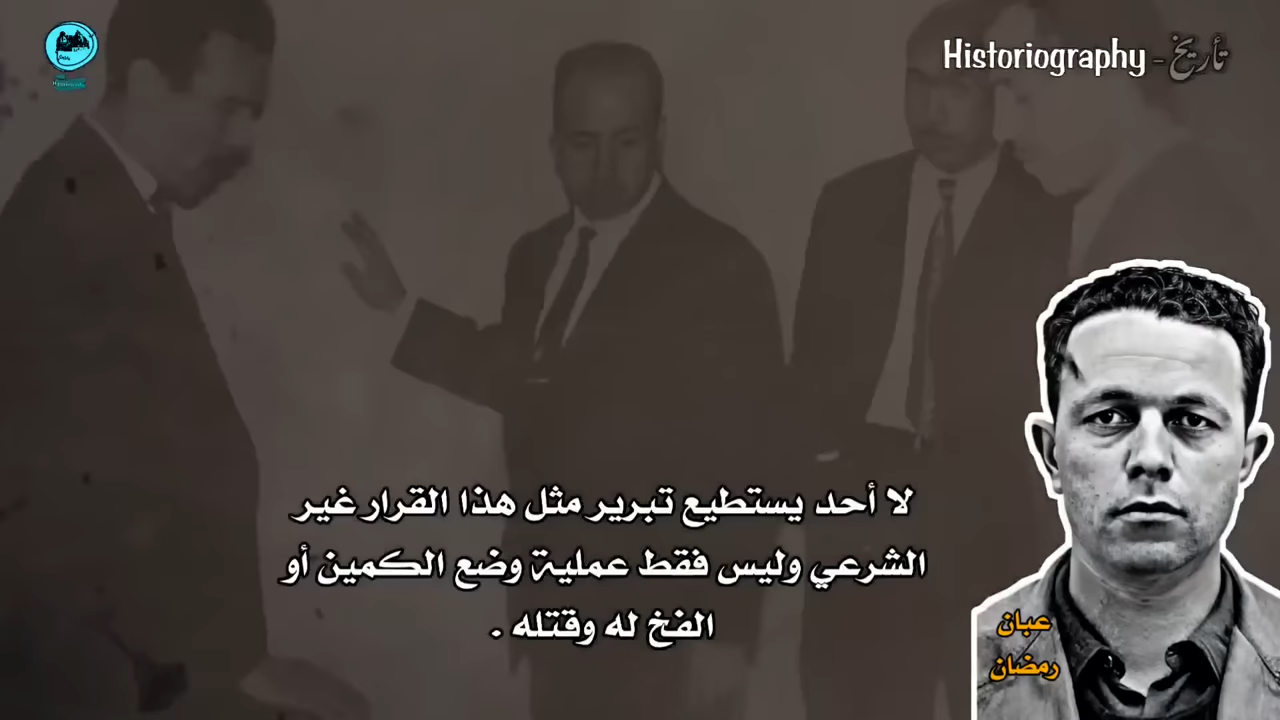 Historiography - تأريخ
لا أحد يستطيع تبرير مثل هذا القرار غير
الشرعي وليس فقط عملية وضع الكمين أو
الفخ له وقتله .
عبان
رمضان